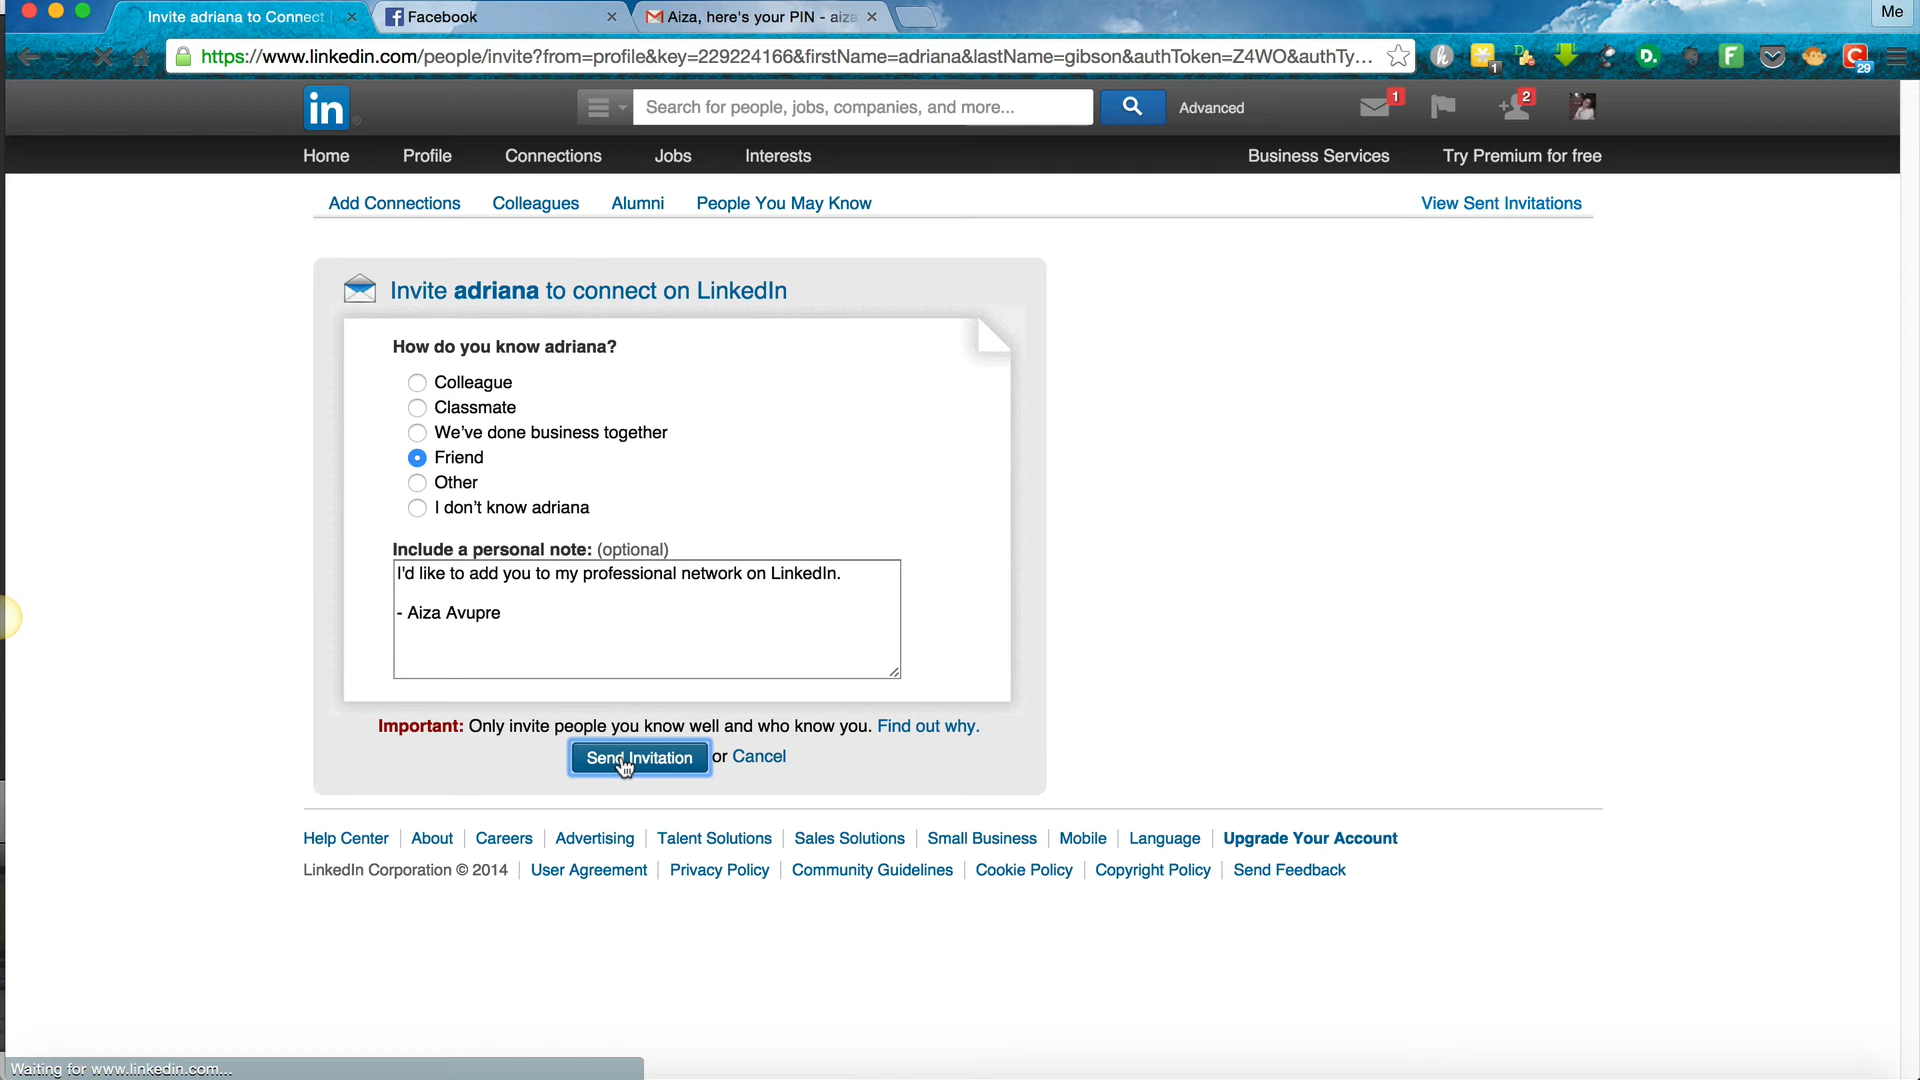 Invite adriana to Connect
Facebook
Aiza, here's your PIN - aiza
Me
https://www.linkedin.com/people/invite?from=profile&key=229224166&firstName=adriana&lastName=gibson&authToken=Z4WO&authTy...
1
D.
F
C
29
in
Search for people, jobs, companies, and more...
Advanced
1
2
Home
Profile
Connections
Jobs
Interests
Business Services
Try Premium for free
Add Connections
Colleagues
Alumni
People You May Know
View Sent Invitations
Invite adriana to connect on LinkedIn
How do you know adriana?
Colleague
Classmate
We've done business together
Friend
Other
I don't know adriana
Include a personal note: (optional)
I'd like to add you to my professional network on LinkedIn.
- Aiza Avupre
Important: Only invite people you know well and who know you. Find out why.
Send Invitation or Cancel
Help Center
About
Careers
Advertising
Talent Solutions
Sales Solutions
Small Business
Mobile
Language
Upgrade Your Account
LinkedIn Corporation © 2014
User Agreement
Privacy Policy
Community Guidelines
Cookie Policy
Copyright Policy
Send Feedback
Waiting for www.linkedin.com...